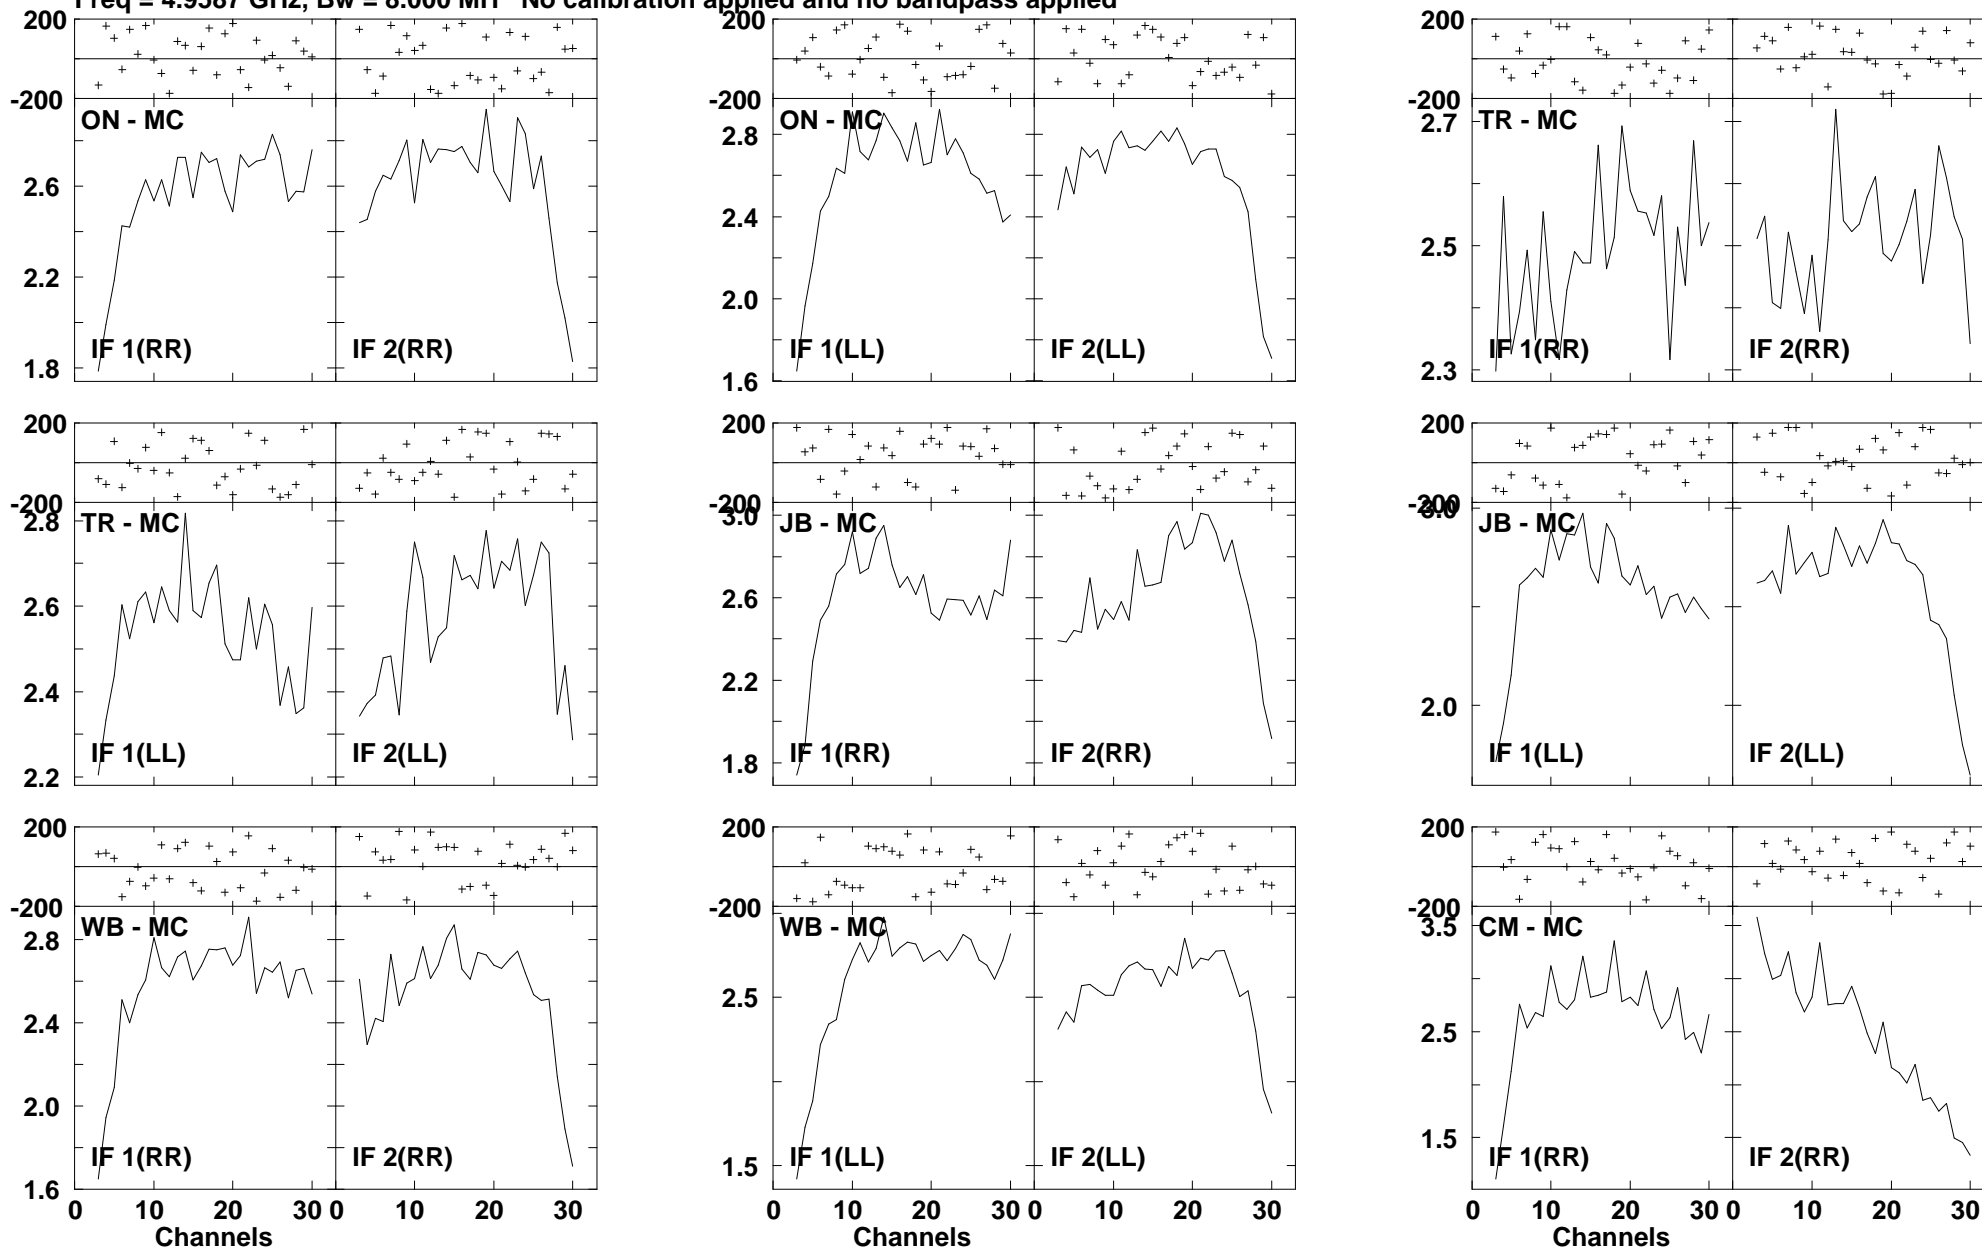 Freq = 4.9587 GHz, Bw = 8.000 MH No calibration applied and no bandpass applied
200 200 200
-200 -200 -200
ON - MC ON - MC TR - MC
2.6 2.2 1.8
2.8 2.4 2.0 1.6
2.7 2.5 2.3
IF 1(RR) IF 2(RR) IF 1(LL) IF 2(LL) IF 1(RR) IF 2(RR)
200 200 200
-200 -200 -200
TR - MC JB - MC JB - MC
2.8 2.6 2.4 2.2
3.0 2.6 2.2 1.8
3.0 2.0
IF 1(LL) IF 2(LL) IF 1(RR) IF 2(RR) IF 1(LL) IF 2(LL)
200 200 200
-200 -200 -200
WB - MC WB - MC CM - MC
2.8 2.4 2.0 1.6
2.5 1.5
3.5 2.5 1.5
IF 1(RR) IF 2(RR) IF 1(LL) IF 2(LL) IF 1(RR) IF 2(RR)
0 10 20 30 0 10 20 30 0 10 20 30 0 10 20 30 0 10 20 30 0 10 20 30
Channels Channels Channels